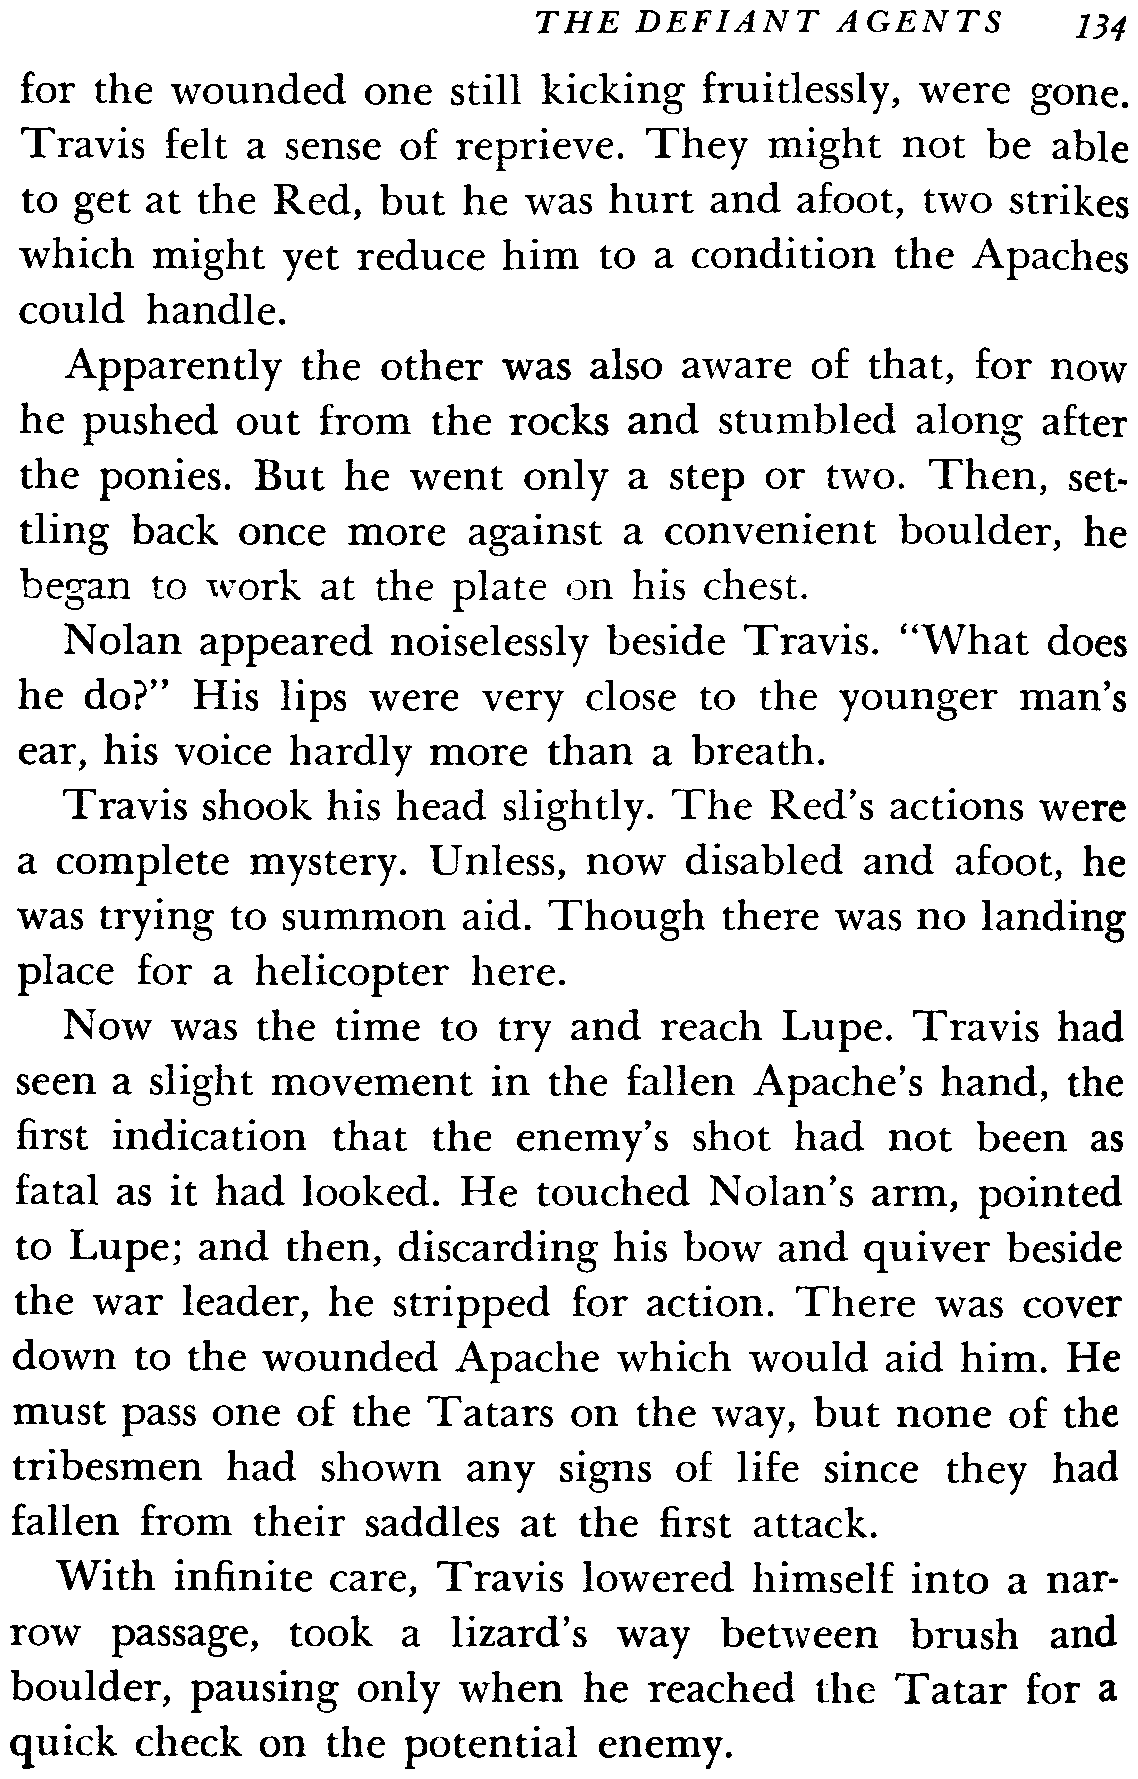 THE DEFIANT AGENTS 134
for the wounded one still kicking fruitlessly, were gone.
Travis felt a sense of reprieve. They might not be able
to get at the Red, but he was hurt and afoot, two strikes
which might yet reduce him to a condition the Apaches
could handle.
Apparently the other was also aware of that, for now
he pushed out from the rocks and stumbled along after
the ponies. But he went only a step or two. Then, set-
tling back once more against a convenient boulder, he
began to work at the plate on his chest.
Nolan appeared noiselessly beside Travis. “What does
he do?” His lips were very close to the younger man’s
ear, his voice hardly more than a breath.
Travis shook his head slightly. The Red’s actions were
a complete mystery. Unless, now disabled and afoot, he
was trying to summon aid. Though there was no landing
place for a helicopter here.
Now was the time to try and reach Lupe. Travis had
seen a slight movement in the fallen Apache’s hand, the
first indication that the enemy’s shot had not been as
fatal as it had looked. He touched Nolan’s arm, pointed
to Lupe; and then, discarding his bow and quiver beside
the war leader, he stripped for action. There was cover
down to the wounded Apache which would aid him. He
must pass one of the Tatars on the way, but none of the
tribesmen had shown any signs of life since they had
fallen from their saddles at the first attack.
With infinite care, Travis lowered himself into a nar-
row passage, took a lizard’s way between brush and
boulder, pausing only when he reached the Tatar for a
quick check on the potential enemy.